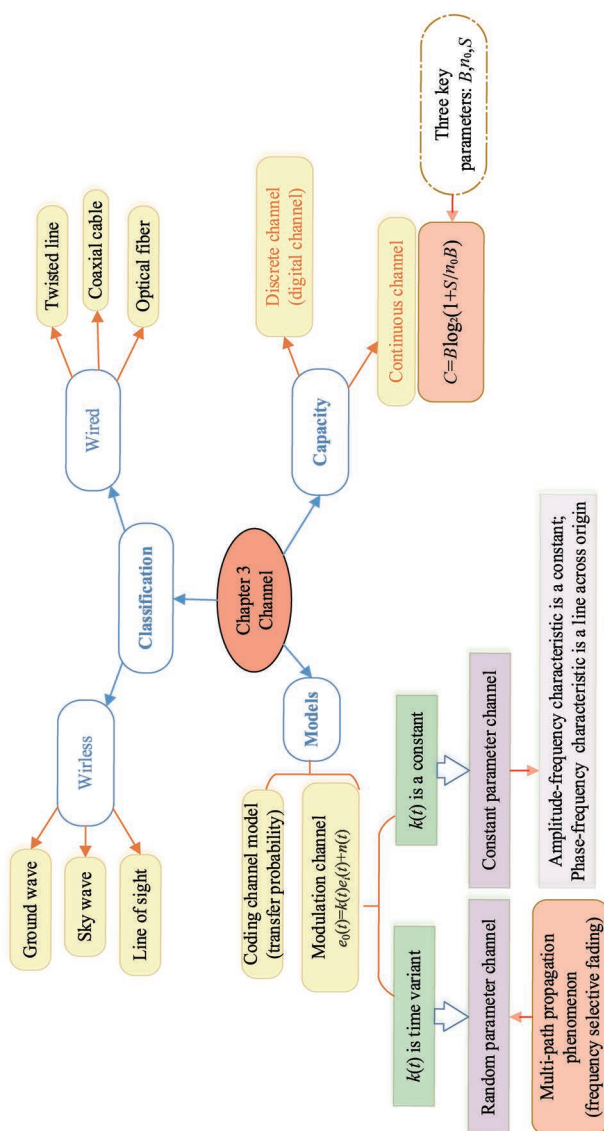 Chapter 3
Channel
Classification
Wirless
Ground wave
Sky wave
Line of sight
Wired
Twisted line
Coaxial cable
Optical fiber
Models
Coding channel model
(transfer probability)
Modulation channel
e₀(t)=k(t)eᵢ(t)+n(t)
k(t) is time variant
Random parameter channel
Multi-path propagation
phenomenon
(frequency selective fading)
k(t) is a constant
Constant parameter channel
Amplitude-frequency characteristic is a constant;
Phase-frequency characteristic is a line across origin
Capacity
Discrete channel
(digital channel)
Continuous channel
C=Blog₂(1+S/n₀B)
Three key
parameters: B,n₀,S